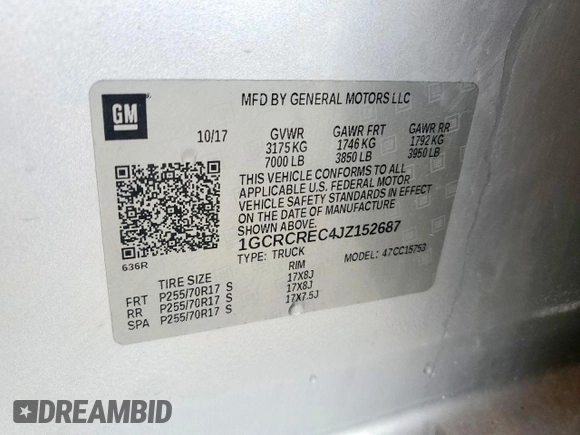 GM
MFD BY GENERAL MOTORS LLC
10/17 GVWR GAWR FRT GAWR RR
3175 KG 1746 KG 1792 KG
7000 LB 3850 LB 3950 LB
THIS VEHICLE CONFORMS TO ALL
APPLICABLE U.S. FEDERAL MOTOR
VEHICLE SAFETY STANDARDS IN EFFECT
ON THE DATE OF MANUFACTURE
SHOWN ABOVE.
1GCRCREC4JZ152687
636R TYPE: TRUCK 47CC15753
TIRE SIZE RIM
FRT P255/70R17 S 17X8J
RR P255/70R17 S 17X8J
SPA P255/70R17 S 17X7.5J
DREAMBID